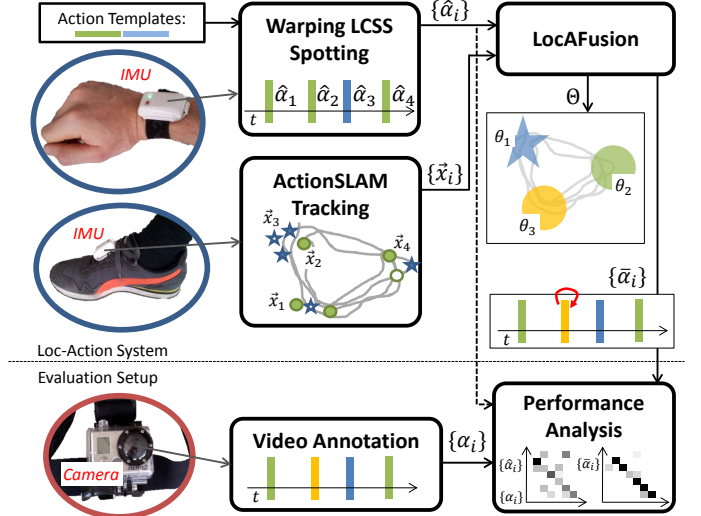 Action Templates:
Warping LCSS
Spotting
{α̂ᵢ}
LocAFusion
IMU
α̂₁ α̂₂ α̂₃ α̂₄
t
Θ
θ₁
θ₂
θ₃
ActionSLAM
Tracking
{x⃗ᵢ}
IMU
x⃗₃
x⃗₂
x⃗₄
x⃗₁
{ᾱᵢ}
t
Loc-Action System
Evaluation Setup
Camera
Video Annotation
t
{αᵢ}
Performance
Analysis
{α̂ᵢ}
{ᾱᵢ}
{αᵢ}